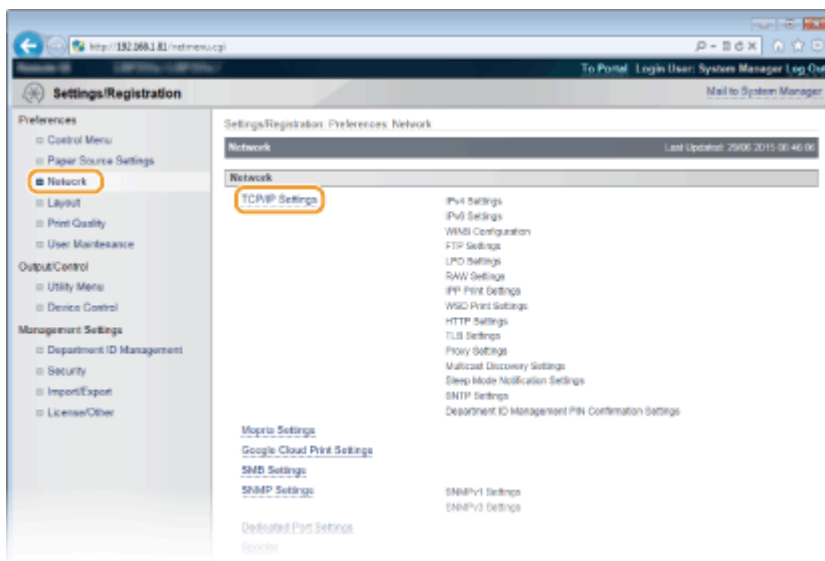 http://192.168.1.81/netmenu.cgi
To Portal Login User: System Manager Log Out
Settings/Registration
Mail to System Manager
Preferences
Control Menu
Paper Source Settings
Network
Layout
Print Quality
User Maintenance
Output/Control
Utility Menu
Device Control
Management Settings
Department ID Management
Security
Import/Export
License/Other
Settings/Registration: Preferences: Network
Network
Last Updated: 29/06 2015 06:46:06
Network
TCP/IP Settings
IPv4 Settings
IPv6 Settings
WINS Configuration
FTP Settings
LPD Settings
RAW Settings
IPP Print Settings
WSD Print Settings
HTTP Settings
TLS Settings
Proxy Settings
Multicast Discovery Settings
Sleep Mode Notification Settings
SNTP Settings
Department ID Management PIN Confirmation Settings
Mopria Settings
Google Cloud Print Settings
SMB Settings
SNMP Settings
SNMPv1 Settings
SNMPv3 Settings
Dedicated Port Settings
Spooler